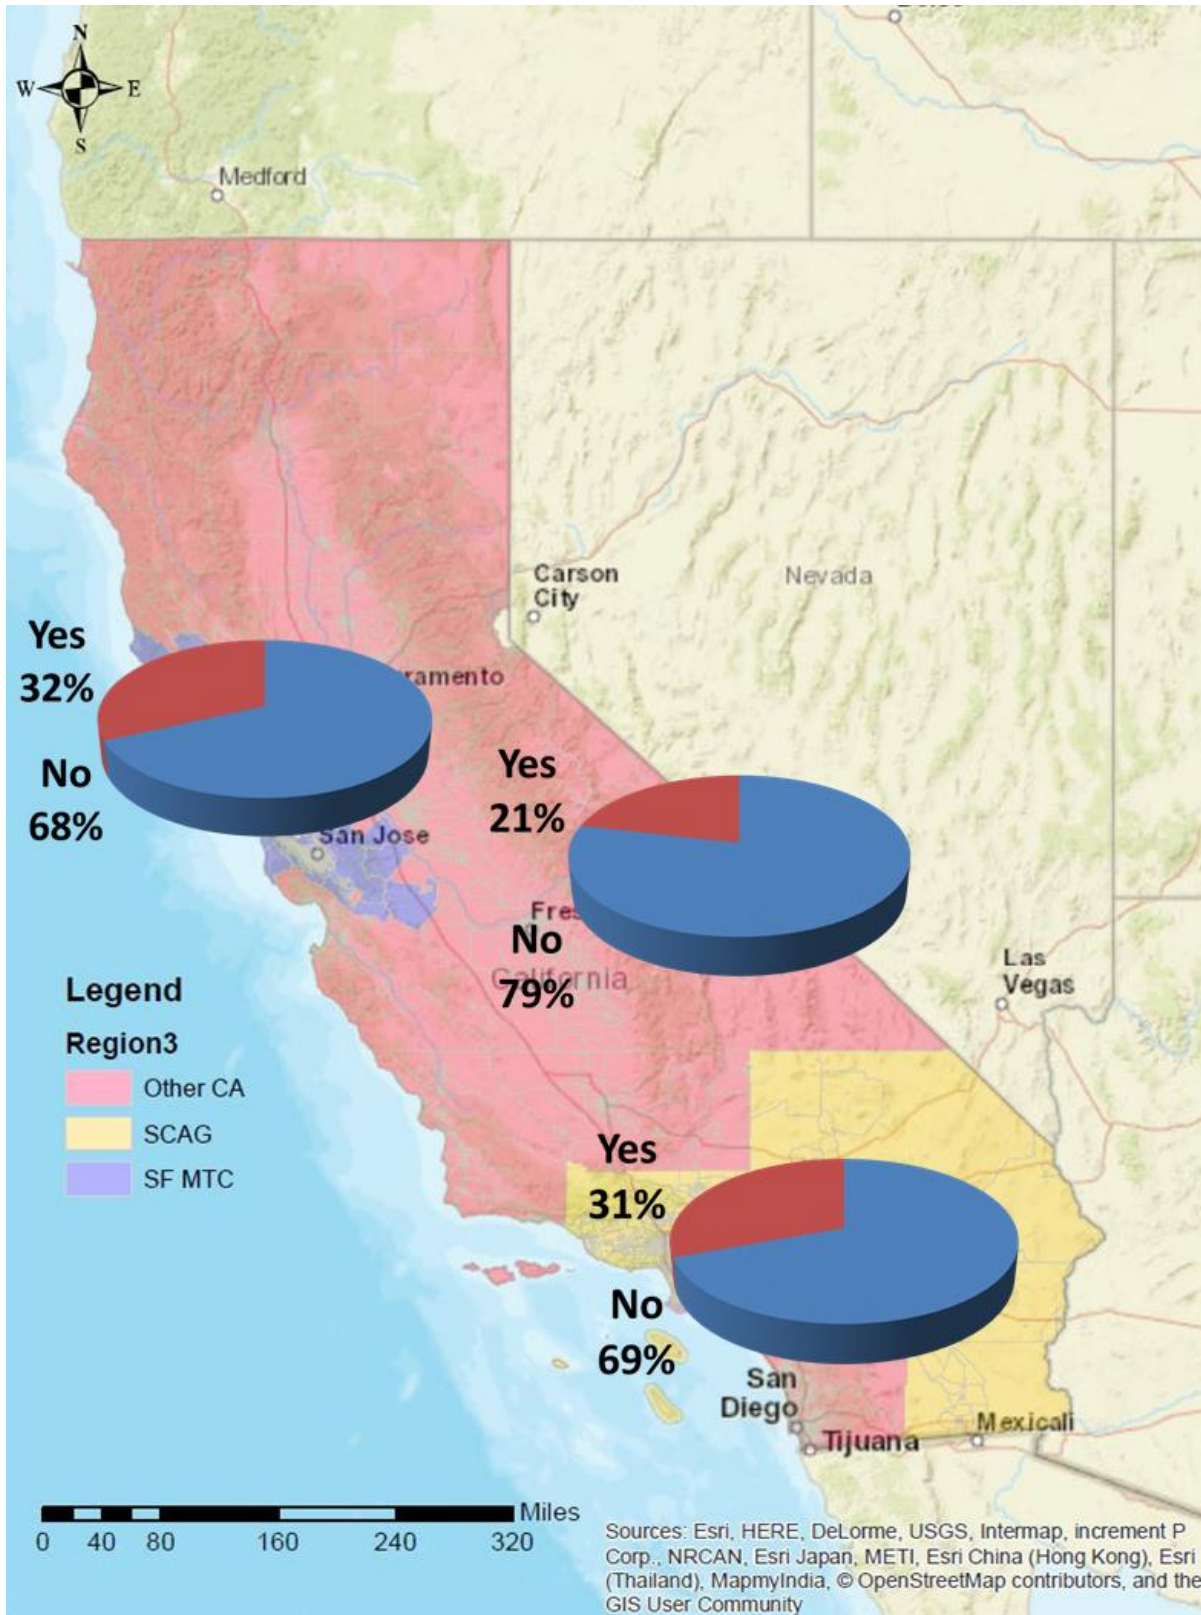 N
W E
S
Medford
Carson
City
Nevada
Yes
32%
No
68%
San Jose
Yes
21%
No
79%
California
Las
Vegas
Legend
Region3
Other CA
SCAG
SF MTC
Yes
31%
No
69%
San
Diego
Tijuana
Mexicali
Miles
0 40 80 160 240 320
Sources: Esri, HERE, DeLorme, USGS, Intermap, increment P
Corp., NRCAN, Esri Japan, METI, Esri China (Hong Kong), Esri
(Thailand), MapmyIndia, © OpenStreetMap contributors, and the
GIS User Community